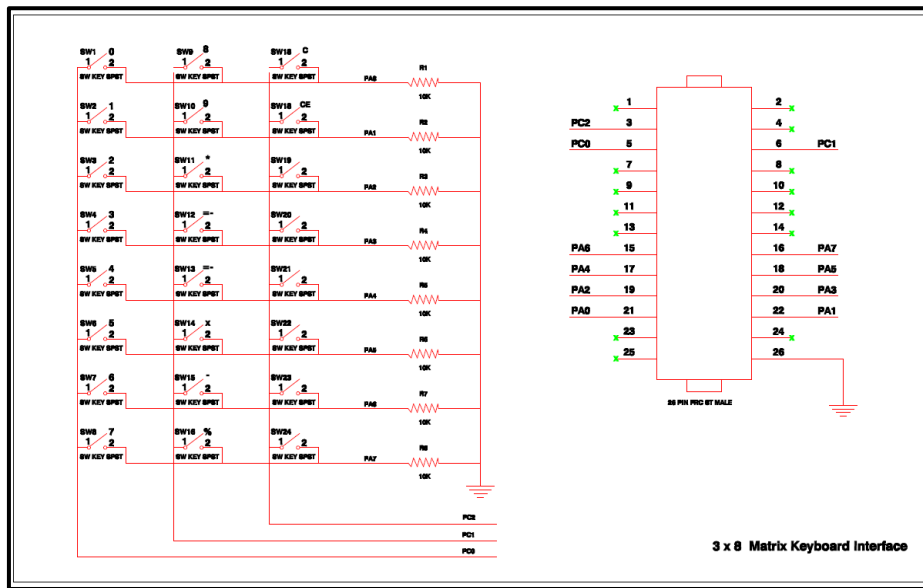 SW1 0 SW9 8 SW18 C
1 2 1 2 1 2 R1
SW KEY SPST SW KEY SPST SW KEY SPST PA0
10K
SW2 1 SW10 9 SW18 CE
1 2 1 2 1 2 R2
SW KEY SPST SW KEY SPST SW KEY SPST PA1
10K
SW3 2 SW11 * SW19
1 2 1 2 1 2 R3
SW KEY SPST SW KEY SPST SW KEY SPST PA2
10K
SW4 3 SW12 =- SW20
1 2 1 2 1 2 R4
SW KEY SPST SW KEY SPST SW KEY SPST PA3
10K
SW5 4 SW13 =- SW21
1 2 1 2 1 2 R5
SW KEY SPST SW KEY SPST SW KEY SPST PA4
10K
SW6 5 SW14 x SW22
1 2 1 2 1 2 R6
SW KEY SPST SW KEY SPST SW KEY SPST PA5
10K
SW7 6 SW15 - SW23
1 2 1 2 1 2 R7
SW KEY SPST SW KEY SPST SW KEY SPST PA6
10K
SW8 7 SW16 % SW24
1 2 1 2 1 2 R8
SW KEY SPST SW KEY SPST SW KEY SPST PA7
10K
PC2
PC1
PC0
1 2
PC2 3 4
PC0 5 6 PC1
7 8
9 10
11 12
13 14
PA6 15 16 PA7
PA4 17 18 PA5
PA2 19 20 PA3
PA0 21 22 PA1
23 24
25 26
26 PIN FRC ST MALE
3 x 8 Matrix Keyboard Interface